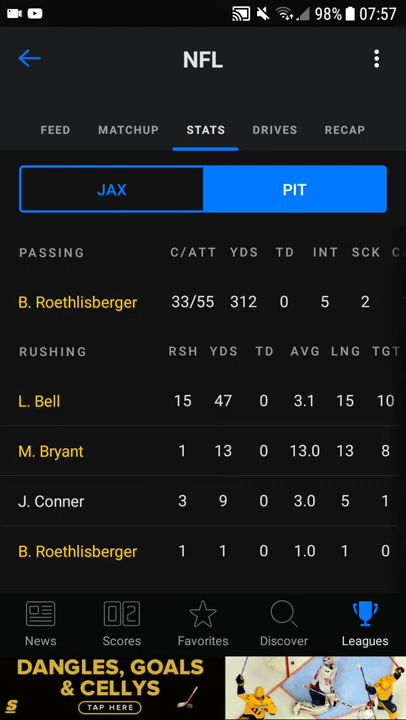 98% 07:57
NFL
FEED MATCHUP STATS DRIVES RECAP
JAX PIT
PASSING C/ATT YDS TD INT SCK
B. Roethlisberger 33/55 312 0 5 2
RUSHING RSH YDS TD AVG LNG TGT
L. Bell 15 47 0 3.1 15 10
M. Bryant 1 13 0 13.0 13 8
J. Conner 3 9 0 3.0 5 1
B. Roethlisberger 1 1 0 1.0 1 0
News Scores Favorites Discover Leagues
DANGLES, GOALS
& CELLYS
TAP HERE